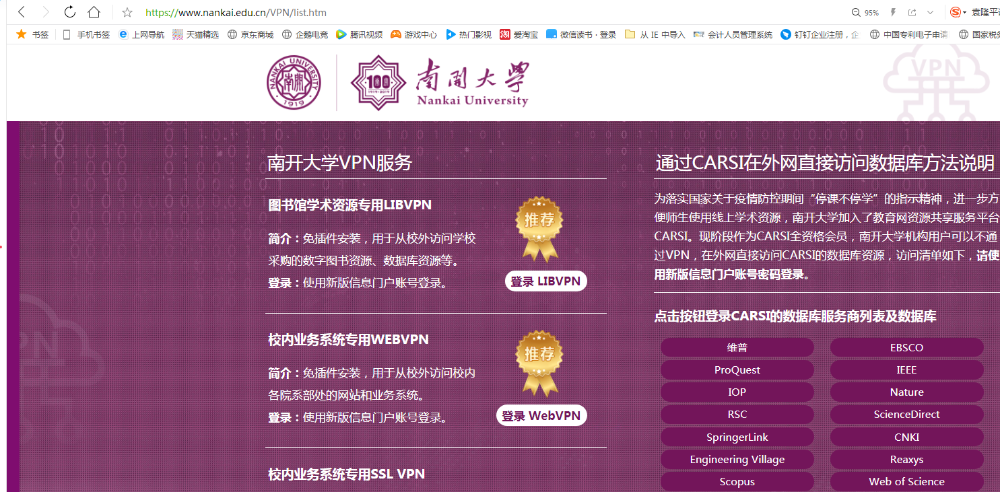 https://www.nankai.edu.cn/VPN/list.htm
95%
袁隆平
书签
手机书签
上网导航
天猫精选
京东商城
企鹅电竞
腾讯视频
游戏中心
热门影视
淘
爱淘宝
微信读书 · 登录
从 IE 中导入
会计人员管理系统
钉钉企业注册，企
中国专利电子申请
国家税务
NANKAI UNIVERSITY
1919
100
1919-2019
南开大学
Nankai University
VPN
南开大学VPN服务
图书馆学术资源专用LIBVPN
简介：免插件安装，用于从校外访问学校
采购的数字图书资源、数据库资源等。
登录：使用新版信息门户账号登录。
推荐
登录 LIBVPN
校内业务系统专用WEBVPN
简介：免插件安装，用于从校外访问校内
各院系部处的网站和业务系统。
登录：使用新版信息门户账号登录。
推荐
登录 WebVPN
校内业务系统专用SSL VPN
通过CARSI在外网直接访问数据库方法说明
为落实国家关于疫情防控期间“停课不停学”的指示精神，进一步方
便师生使用线上学术资源，南开大学加入了教育网资源共享服务平台
CARSI。现阶段作为CARSI全资格会员，南开大学机构用户可以不通
过VPN，在外网直接访问CARSI的数据库资源，访问清单如下，请使
用新版信息门户账号密码登录。
点击按钮登录CARSI的数据库服务商列表及数据库
维普
EBSCO
ProQuest
IEEE
IOP
Nature
RSC
ScienceDirect
SpringerLink
CNKI
Engineering Village
Reaxys
Scopus
Web of Science